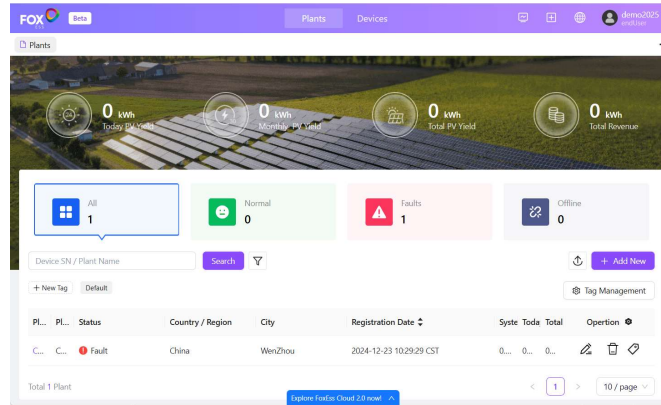 FOX ESS Beta Plants Devices demo2025
endUser
Plants
0 kWh 0 kWh 0 kWh 0 kWh
Today PV Yield Monthly PV Yield Total PV Yield Total Revenue
All Normal Faults Offline
1 0 1 0
Device SN / Plant Name Search + Add New
+ New Tag Default Tag Management
Pl... Pl... Status Country / Region City Registration Date Syste Toda Total Opertion
C... C... Fault China WenZhou 2024-12-23 10:29:29 CST 0.... 0... 0...
Total 1 Plant < 1 > 10 / page
Explore FoxEss Cloud 2.0 now!